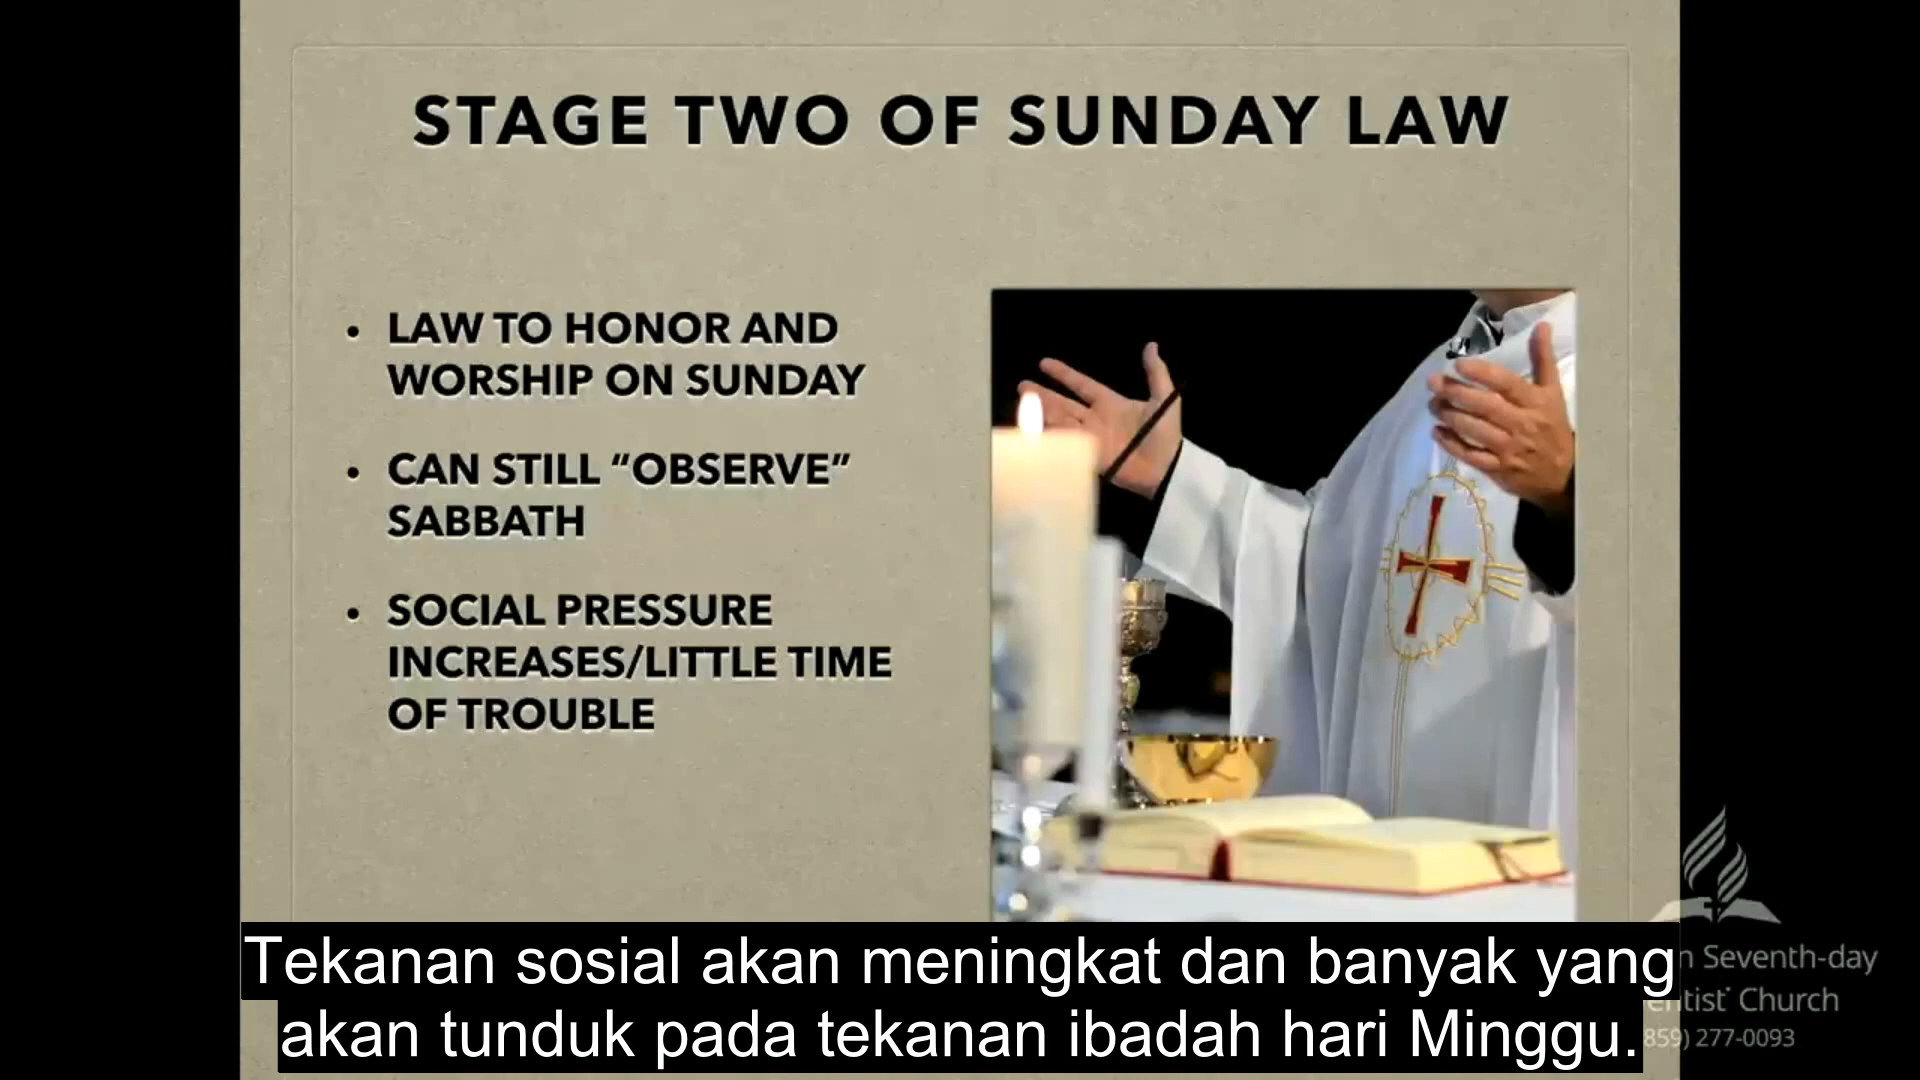 STAGE TWO OF SUNDAY LAW
• LAW TO HONOR AND
WORSHIP ON SUNDAY
• CAN STILL “OBSERVE”
SABBATH
• SOCIAL PRESSURE
INCREASES/LITTLE TIME
OF TROUBLE
Tekanan sosial akan meningkat dan banyak yang
akan tunduk pada tekanan ibadah hari Minggu.
Seventh-day
Church
859) 277-0093